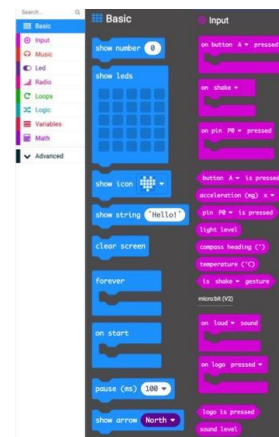 Search...
Basic
Input
Music
Led
Radio
Loops
Logic
Variables
Math
Advanced
Basic
show number 0
show leds
show icon
show string "Hello!"
clear screen
forever
on start
pause (ms) 100
show arrow North
Input
on button A pressed
on shake
on pin P0 pressed
button A is pressed
acceleration (mg) x
pin P0 is pressed
light level
compass heading (°)
temperature (°C)
is shake gesture
micro:bit (V2)
on loud sound
on logo pressed
logo is pressed
sound level